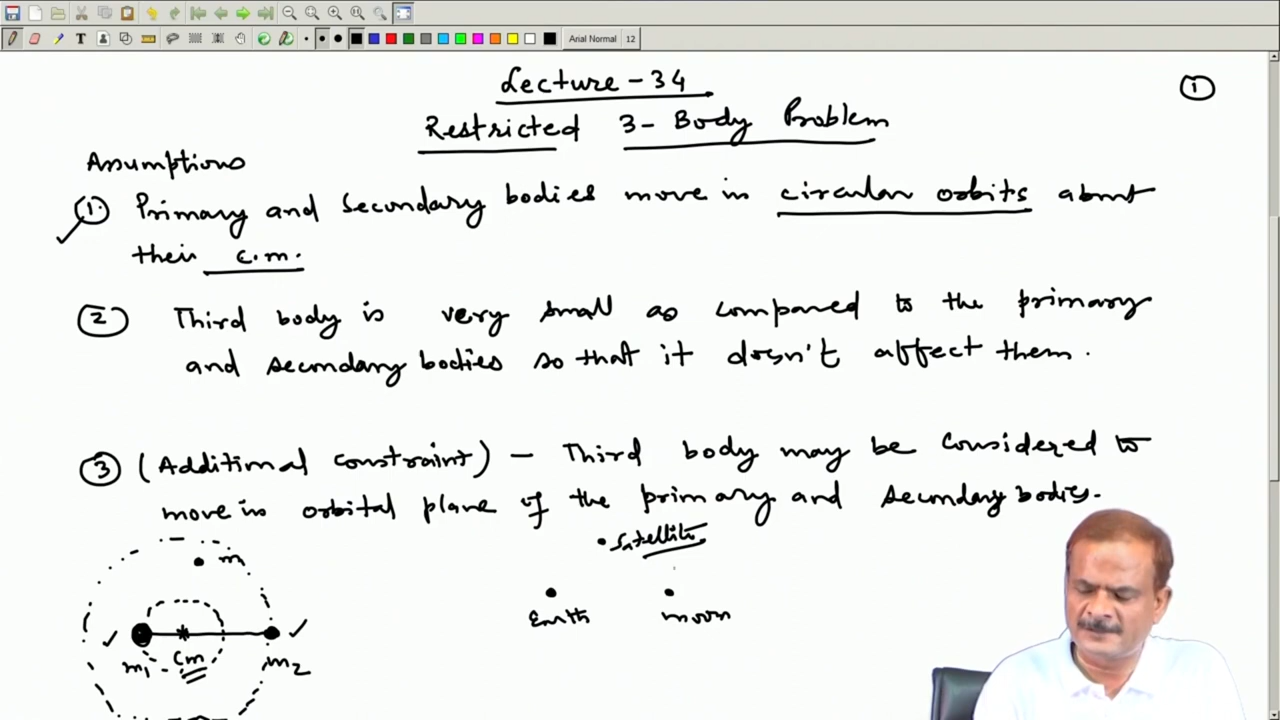 Arial Normal 12
Lecture-34
①
Restricted 3-Body Problem
Assumptions
① Primary and secondary bodies move in circular orbits about
their c.m.
② Third body is very small as compared to the primary
and secondary bodies so that it doesn't affect them.
③ (Additional constraint) - Third body may be considered to
move in orbital plane of the primary and secondary bodies.
Satellite
m
Earth moon
m1 cm m2